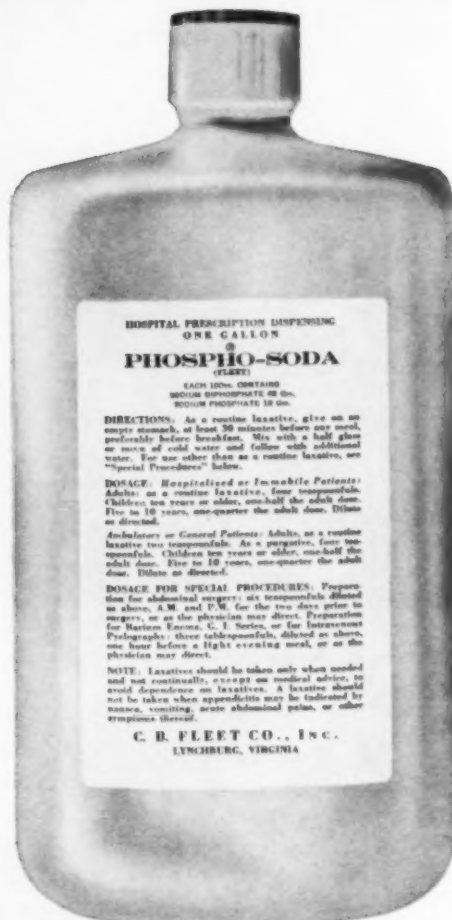 HOSPITAL PRESCRIPTION DISPENSING
ONE GALLON
®
PHOSPHO-SODA
(FLEET)
EACH 100cc. CONTAINS
SODIUM BIPHOSPHATE 48 Gm.
SODIUM PHOSPHATE 18 Gm.
DIRECTIONS: As a routine laxative, give on an
empty stomach, at least 30 minutes before any meal,
preferably before breakfast. Mix with a half glass
or more of cold water and follow with additional
water. For use other than as a routine laxative, see
"Special Procedures" below.
DOSAGE: Hospitalized or Immobile Patients:
Adults: as a routine laxative, four teaspoonfuls.
Children ten years or older, one-half the adult dose.
Five to 10 years, one-quarter the adult dose. Dilute
as directed.
Ambulatory or General Patients: Adults, as a routine
laxative two teaspoonfuls. As a purgative, four tea-
spoonfuls. Children ten years or older, one-half the
adult dose. Five to 10 years, one-quarter the adult
dose. Dilute as directed.
DOSAGE FOR SPECIAL PROCEDURES: Prepara-
tion for abdominal surgery: six teaspoonfuls diluted
as above, A.M. and P.M. for the two days prior to
surgery, or as the physician may direct. Preparation
for Barium Enema, G. I. Series, or for Intravenous
Pyelography: three tablespoonfuls, diluted as above,
one hour before a light evening meal, or as the
physician may direct.
NOTE: Laxatives should be taken only when needed
and not continually, except on medical advice, to
avoid dependence on laxatives. A laxative should
not be taken when appendicitis may be indicated by
nausea, vomiting, acute abdominal pains, or other
symptoms thereof.
C. B. FLEET CO., INC.
LYNCHBURG, VIRGINIA